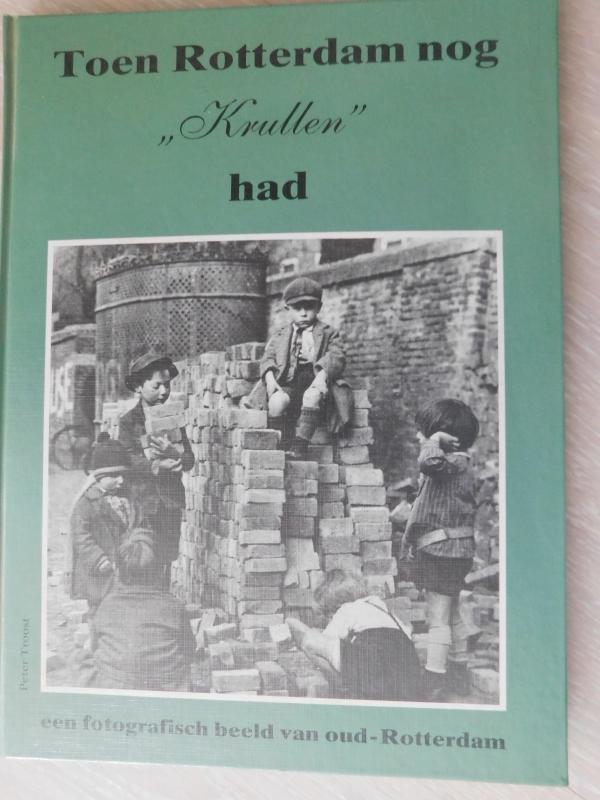 Toen Rotterdam nog
„Krullen”
had
Peter Troost
een fotografisch beeld van oud-Rotterdam